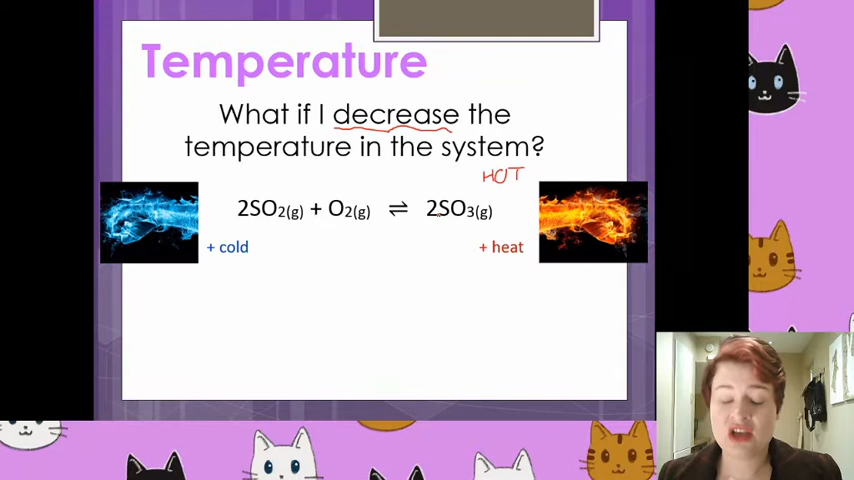 Temperature
What if I decrease the
temperature in the system?
HOT
2SO2(g) + O2(g) ⇌ 2SO3(g)
+ cold + heat